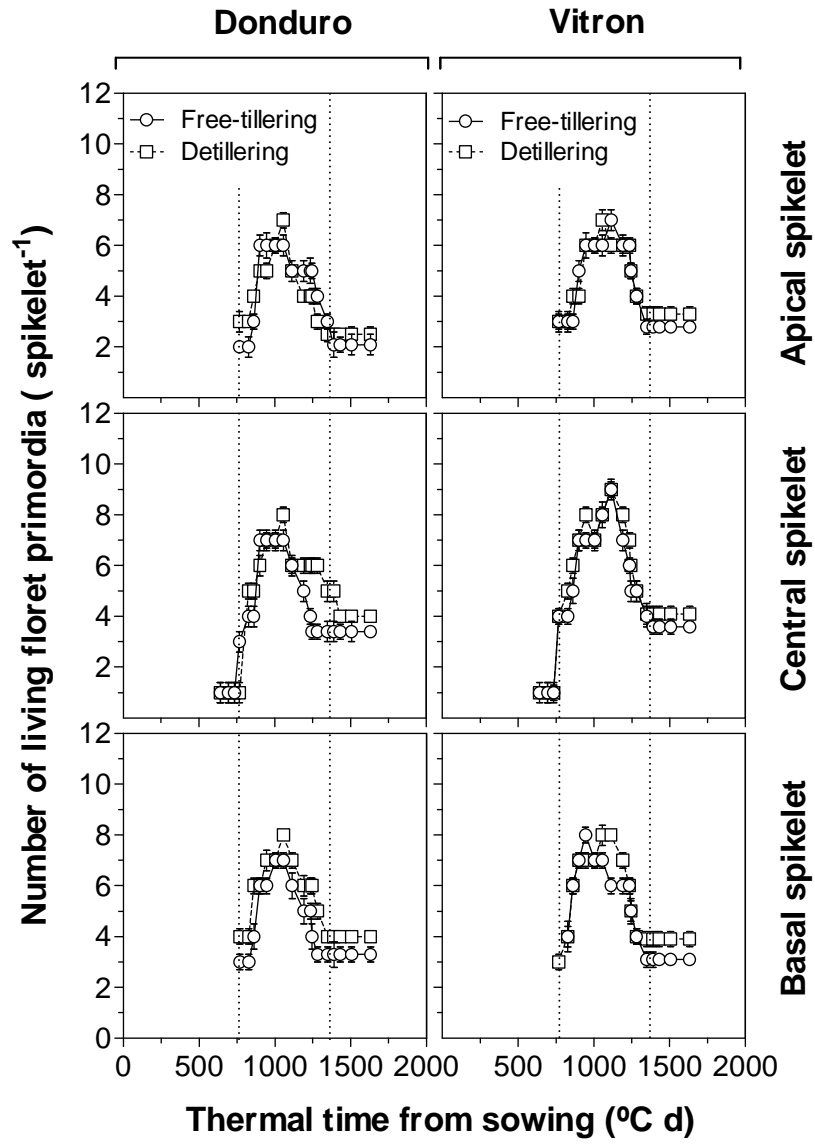 Donduro Vitron
12
Free-tillering
Detillering
10
8
6
4
2
Free-tillering
Detillering
Apical spikelet
12
10
8
6
4
2
Central spikelet
12
10
8
6
4
2
0
Basal spikelet
Number of living floret primordia ( spikelet⁻¹)
0 500 1000 1500 2000 500 1000 1500 2000
Thermal time from sowing (ºC d)